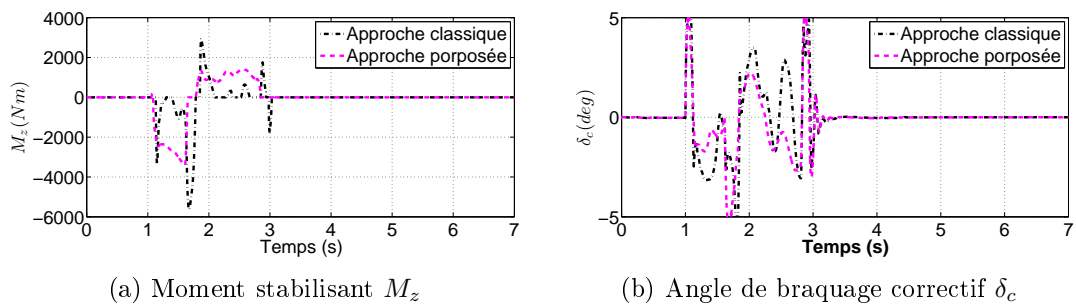 4000
2000
0
−2000
−4000
−6000
M_z(Nm)
Approche classique
Approche porposée
0 1 2 3 4 5 6 7
Temps (s)
(a) Moment stabilisant M_z
5
0
−5
δ_c(deg)
Approche classique
Approche porposée
0 1 2 3 4 5 6 7
Temps (s)
(b) Angle de braquage correctif δ_c